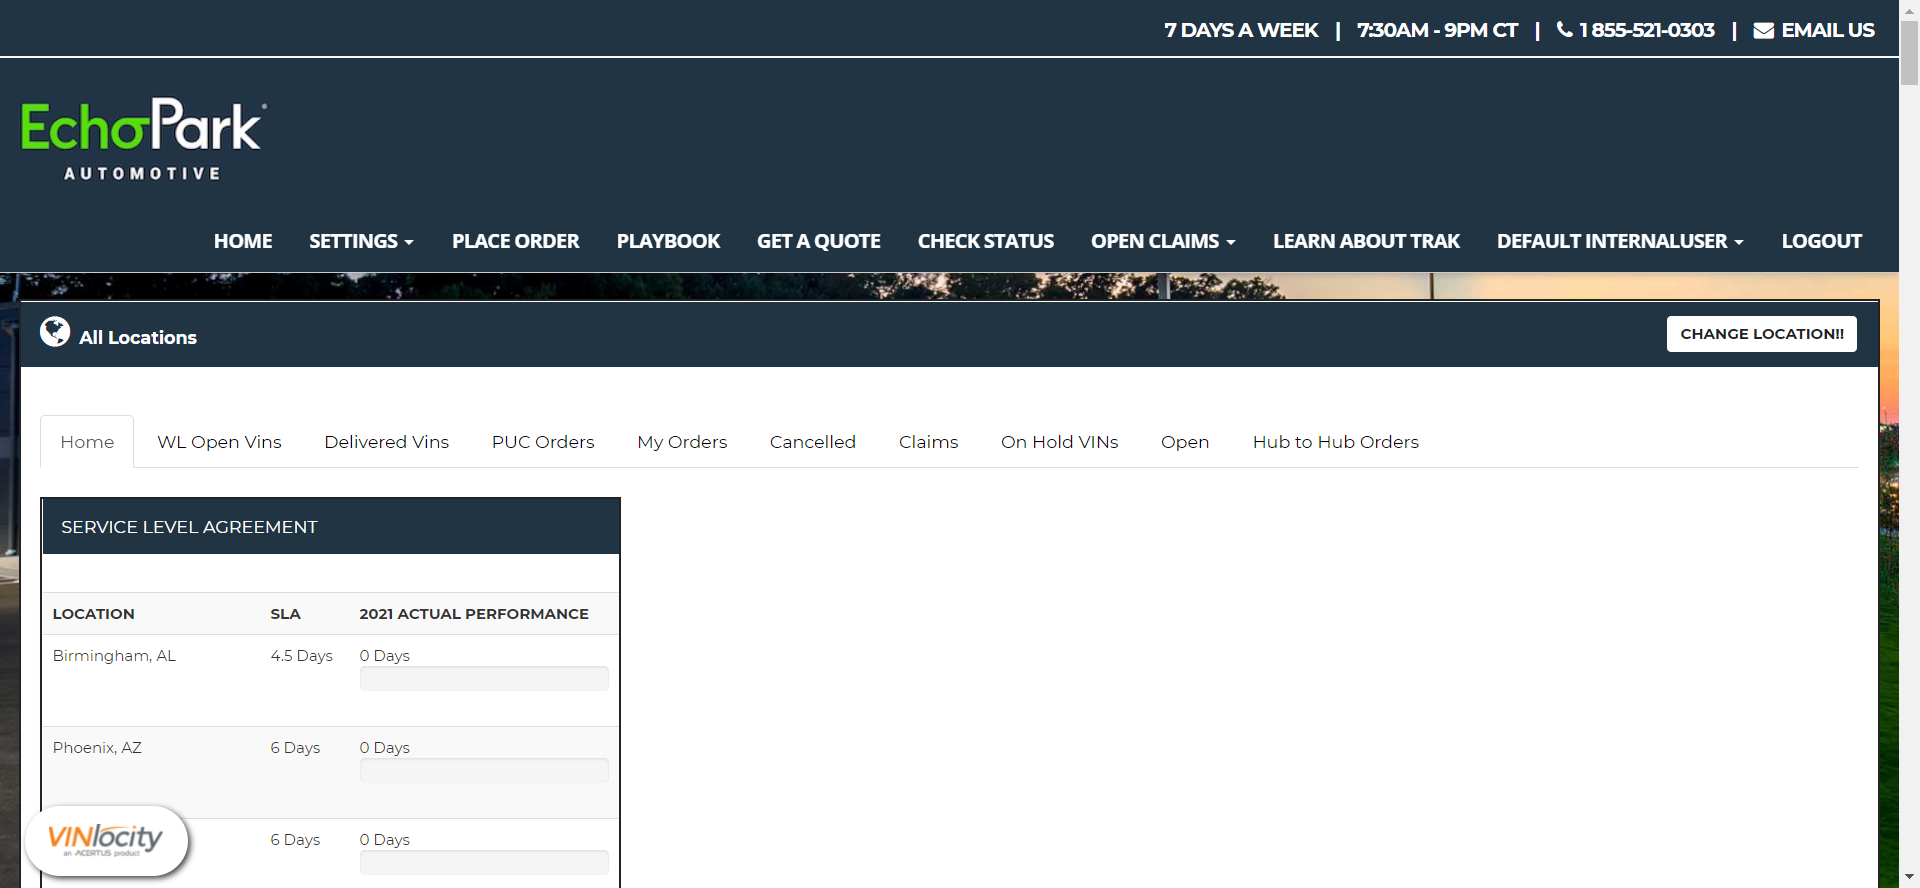 7 DAYS A WEEK | 7:30AM - 9PM CT | 1 855-521-0303 | EMAIL US
EchoPark
AUTOMOTIVE
HOME SETTINGS PLACE ORDER PLAYBOOK GET A QUOTE CHECK STATUS OPEN CLAIMS LEARN ABOUT TRAK DEFAULT INTERNALUSER LOGOUT
All Locations
CHANGE LOCATION!!
Home WL Open Vins Delivered Vins PUC Orders My Orders Cancelled Claims On Hold VINs Open Hub to Hub Orders
SERVICE LEVEL AGREEMENT
LOCATION SLA 2021 ACTUAL PERFORMANCE
Birmingham, AL 4.5 Days 0 Days
Phoenix, AZ 6 Days 0 Days
6 Days 0 Days
VINlocity
an ACERTUS product